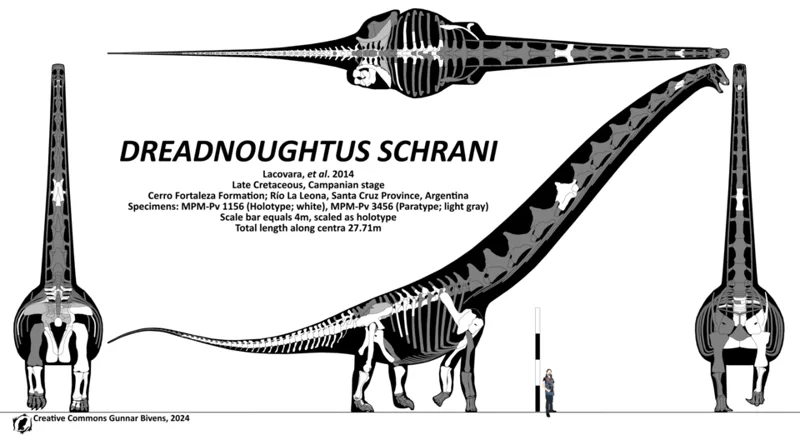 DREADNOUGHTUS SCHRANI
Lacovara, et al. 2014
Late Cretaceous, Campanian stage
Cerro Fortaleza Formation; Río La Leona, Santa Cruz Province, Argentina
Specimens: MPM-Pv 1156 (Holotype; white), MPM-Pv 3456 (Paratype; light gray)
Scale bar equals 4m, scaled as holotype
Total length along centra 27.71m
Creative Commons Gunnar Bivens, 2024